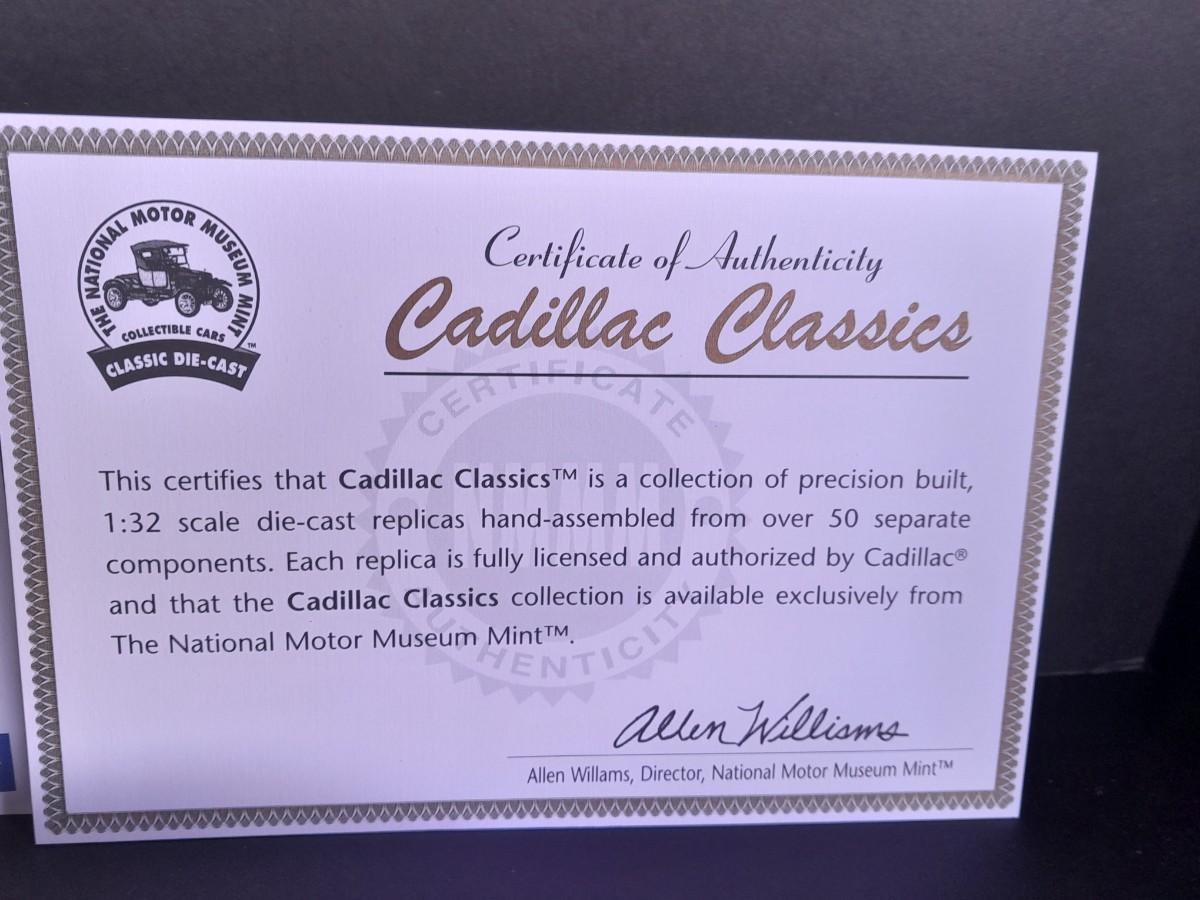 THE NATIONAL MOTOR MUSEUM MINT
COLLECTIBLE CARS
TM
CLASSIC DIE-CAST
Certificate of Authenticity
Cadillac Classics
CERTIFICATE
NMMM
AUTHENTICITY
This certifies that Cadillac Classics™ is a collection of precision built,
1:32 scale die-cast replicas hand-assembled from over 50 separate
components. Each replica is fully licensed and authorized by Cadillac®
and that the Cadillac Classics collection is available exclusively from
The National Motor Museum Mint™.
Allen Williams
Allen Willams, Director, National Motor Museum Mint™